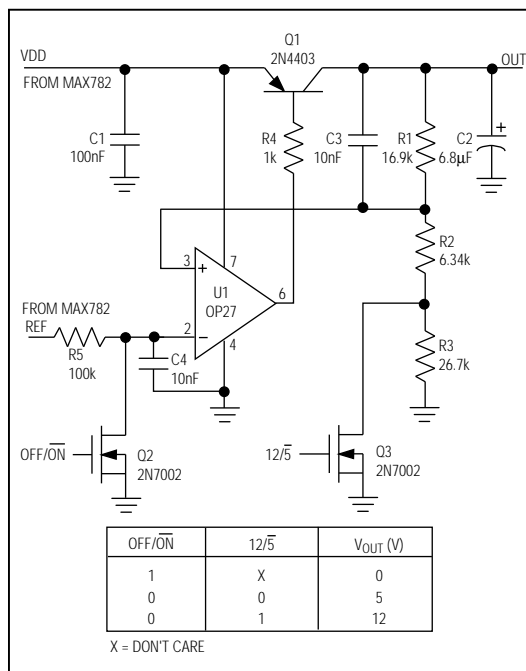 Q1
2N4403
VDD
OUT
FROM MAX782
C1
100nF
R4
1k
C3
10nF
R1
16.9k
C2
6.8μF
3
+
7
R2
6.34k
U1
OP27
6
FROM MAX782
REF
2
–
4
R5
100k
C4
10nF
R3
26.7k
OFF/O̅N̅
Q2
2N7002
12/5̅
Q3
2N7002
+
OFF/O̅N̅ 12/5̅ VOUT (V)
1 X 0
0 0 5
0 1 12
X = DON'T CARE